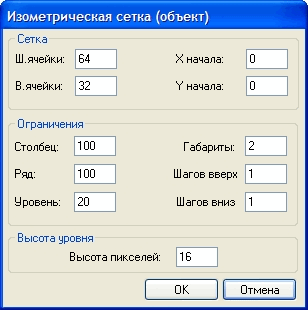 Изометрическая сетка (объект)
Сетка
Ш.ячейки: 64 X начала: 0
В.ячейки: 32 Y начала: 0
Ограничения
Столбец: 100 Габариты: 2
Ряд: 100 Шагов вверх 1
Уровень: 20 Шагов вниз 1
Высота уровня
Высота пикселей: 16
OK Отмена